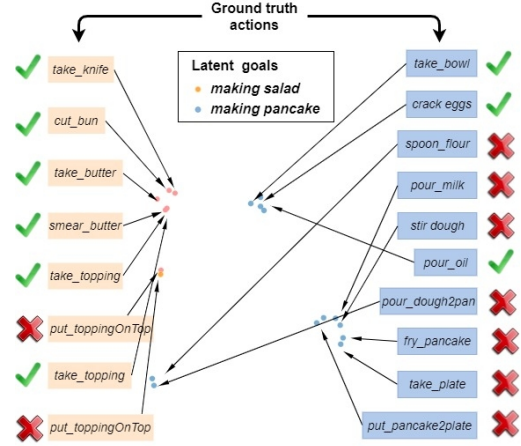 Ground truth
actions
Latent goals
making salad
making pancake
take_knife
cut_bun
take_butter
smear_butter
take_topping
put_toppingOnTop
take_topping
put_toppingOnTop
take_bowl
crack eggs
spoon_flour
pour_milk
stir dough
pour_oil
pour_dough2pan
fry_pancake
take_plate
put_pancake2plate